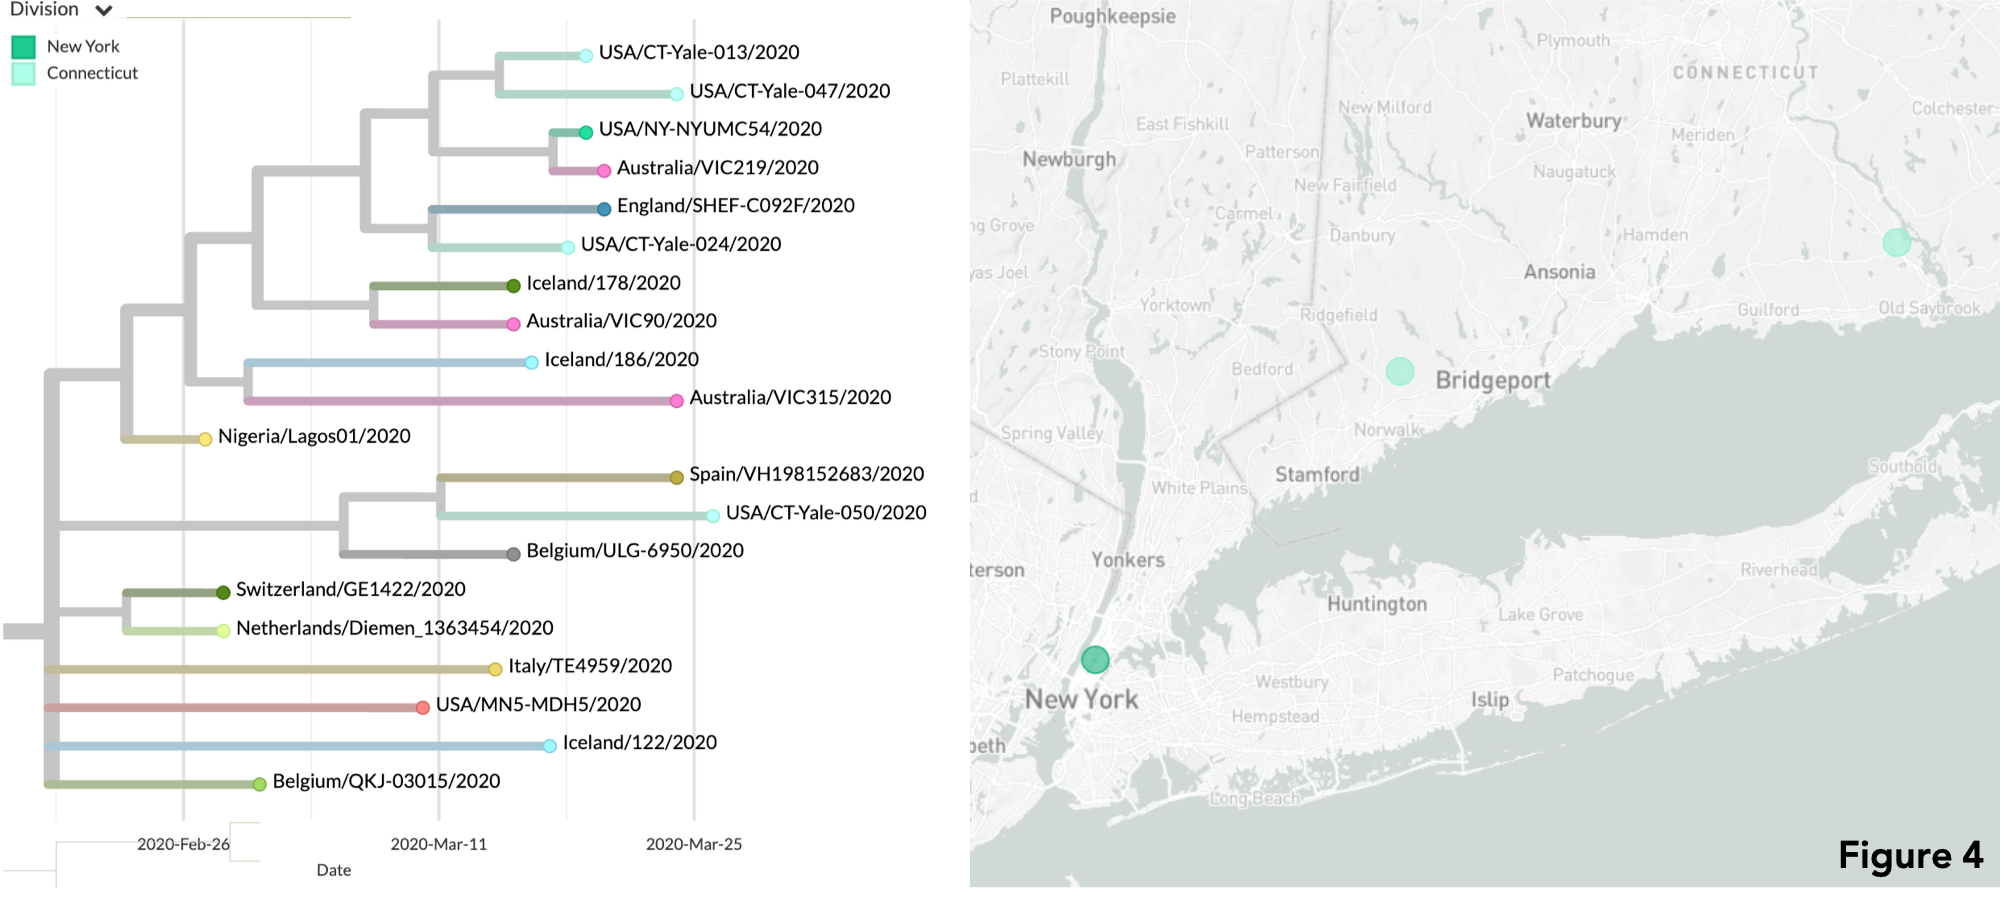 Division
New York
Connecticut
USA/CT-Yale-013/2020
USA/CT-Yale-047/2020
USA/NY-NYUMC54/2020
Australia/VIC219/2020
England/SHEF-C092F/2020
USA/CT-Yale-024/2020
Iceland/178/2020
Australia/VIC90/2020
Iceland/186/2020
Australia/VIC315/2020
Nigeria/Lagos01/2020
Spain/VH198152683/2020
USA/CT-Yale-050/2020
Belgium/ULG-6950/2020
Switzerland/GE1422/2020
Netherlands/Diemen_1363454/2020
Italy/TE4959/2020
USA/MN5-MDH5/2020
Iceland/122/2020
Belgium/QKJ-03015/2020
2020-Feb-26 2020-Mar-11 2020-Mar-25
Date
Poughkeepsie
Plymouth
Plattekill
CONNECTICUT
New Milford
Colchester
East Fishkill
Waterbury
Meriden
Newburgh
Patterson
Naugatuck
New Fairfield
Carmel
ng Grove
Danbury
Hamden
yas Joel
Ansonia
Yorktown
Ridgefield
Guilford
Old Saybrook
Stony Point
Bedford
Bridgeport
Spring Valley
Norwalk
Southold
Stamford
White Plains
d
Yonkers
terson
Riverhead
Huntington
Lake Grove
Patchogue
Westbury
New York
Islip
Hempstead
beth
Long Beach
Figure 4